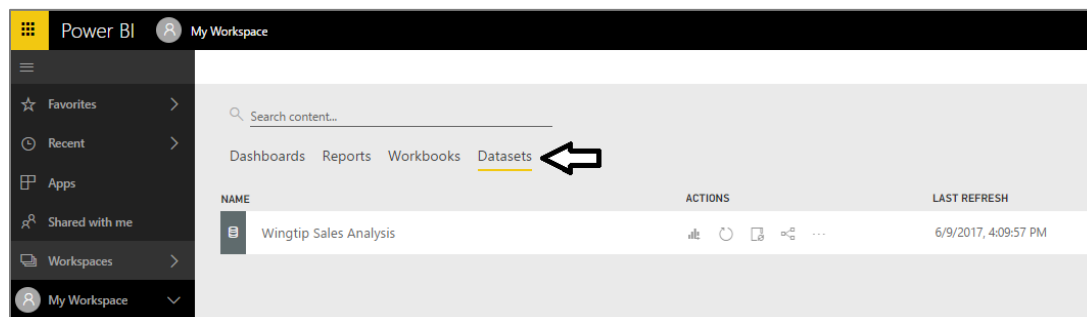 Power BI My Workspace
Favorites
Recent
Apps
Shared with me
Workspaces
My Workspace
Search content...
Dashboards Reports Workbooks Datasets
NAME ACTIONS LAST REFRESH
Wingtip Sales Analysis ... 6/9/2017, 4:09:57 PM